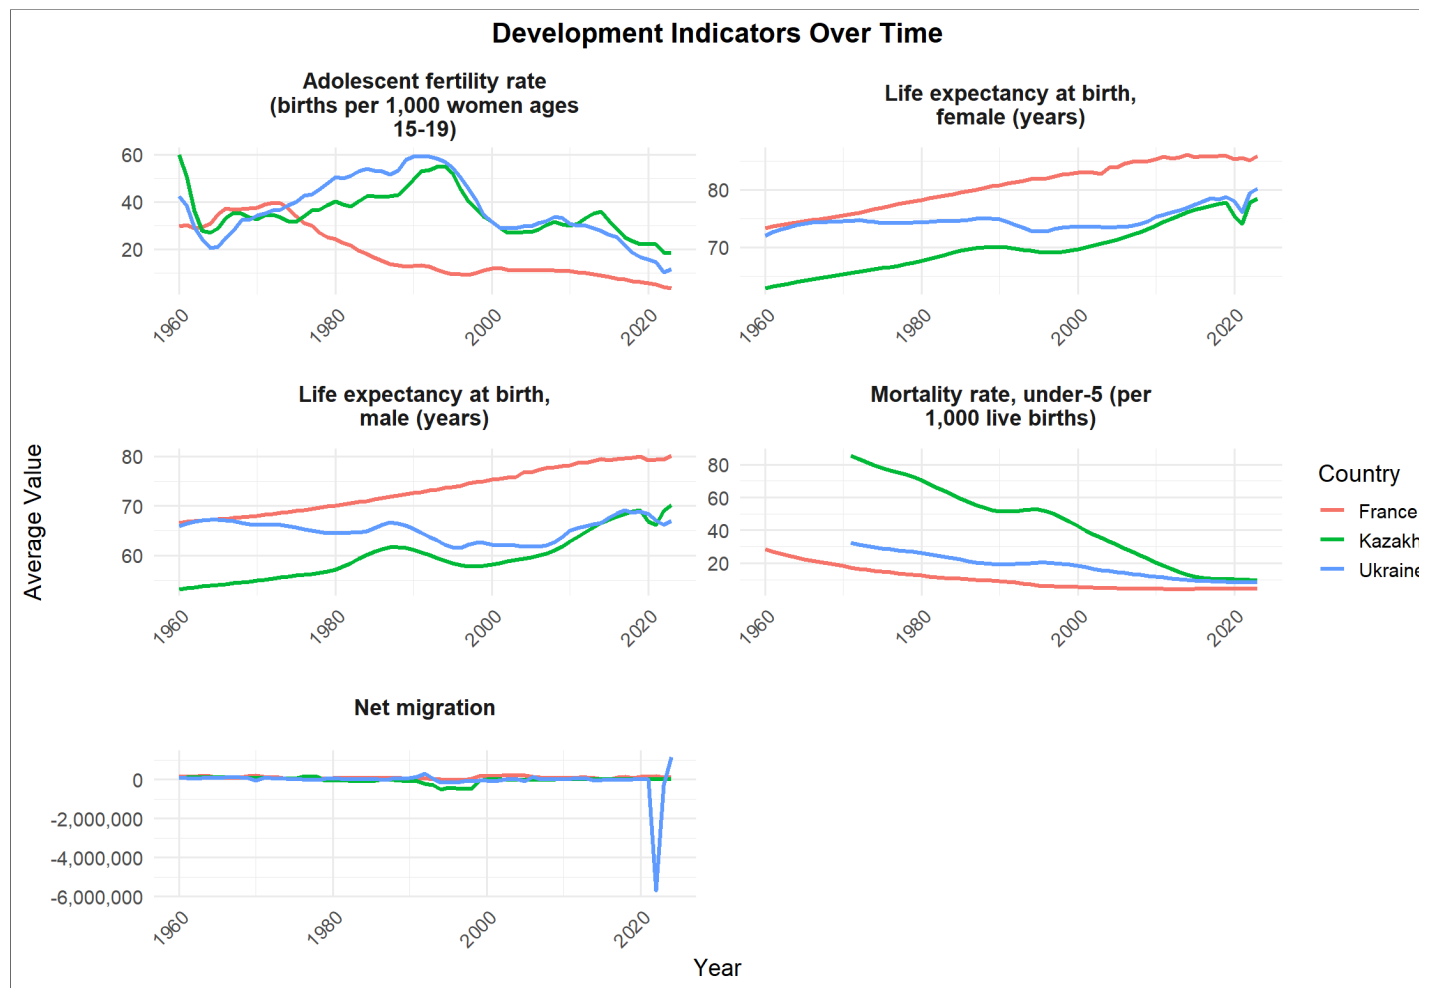 Development Indicators Over Time
Adolescent fertility rate
(births per 1,000 women ages
15-19)
60
40
20
1960
1980
2000
2020
Life expectancy at birth,
female (years)
80
70
1960
1980
2000
2020
Life expectancy at birth,
male (years)
80
70
60
1960
1980
2000
2020
Mortality rate, under-5 (per
1,000 live births)
80
60
40
20
1960
1980
2000
2020
Net migration
0
-2,000,000
-4,000,000
-6,000,000
1960
1980
2000
2020
Average Value
Year
Country
France
Kazakh
Ukraine